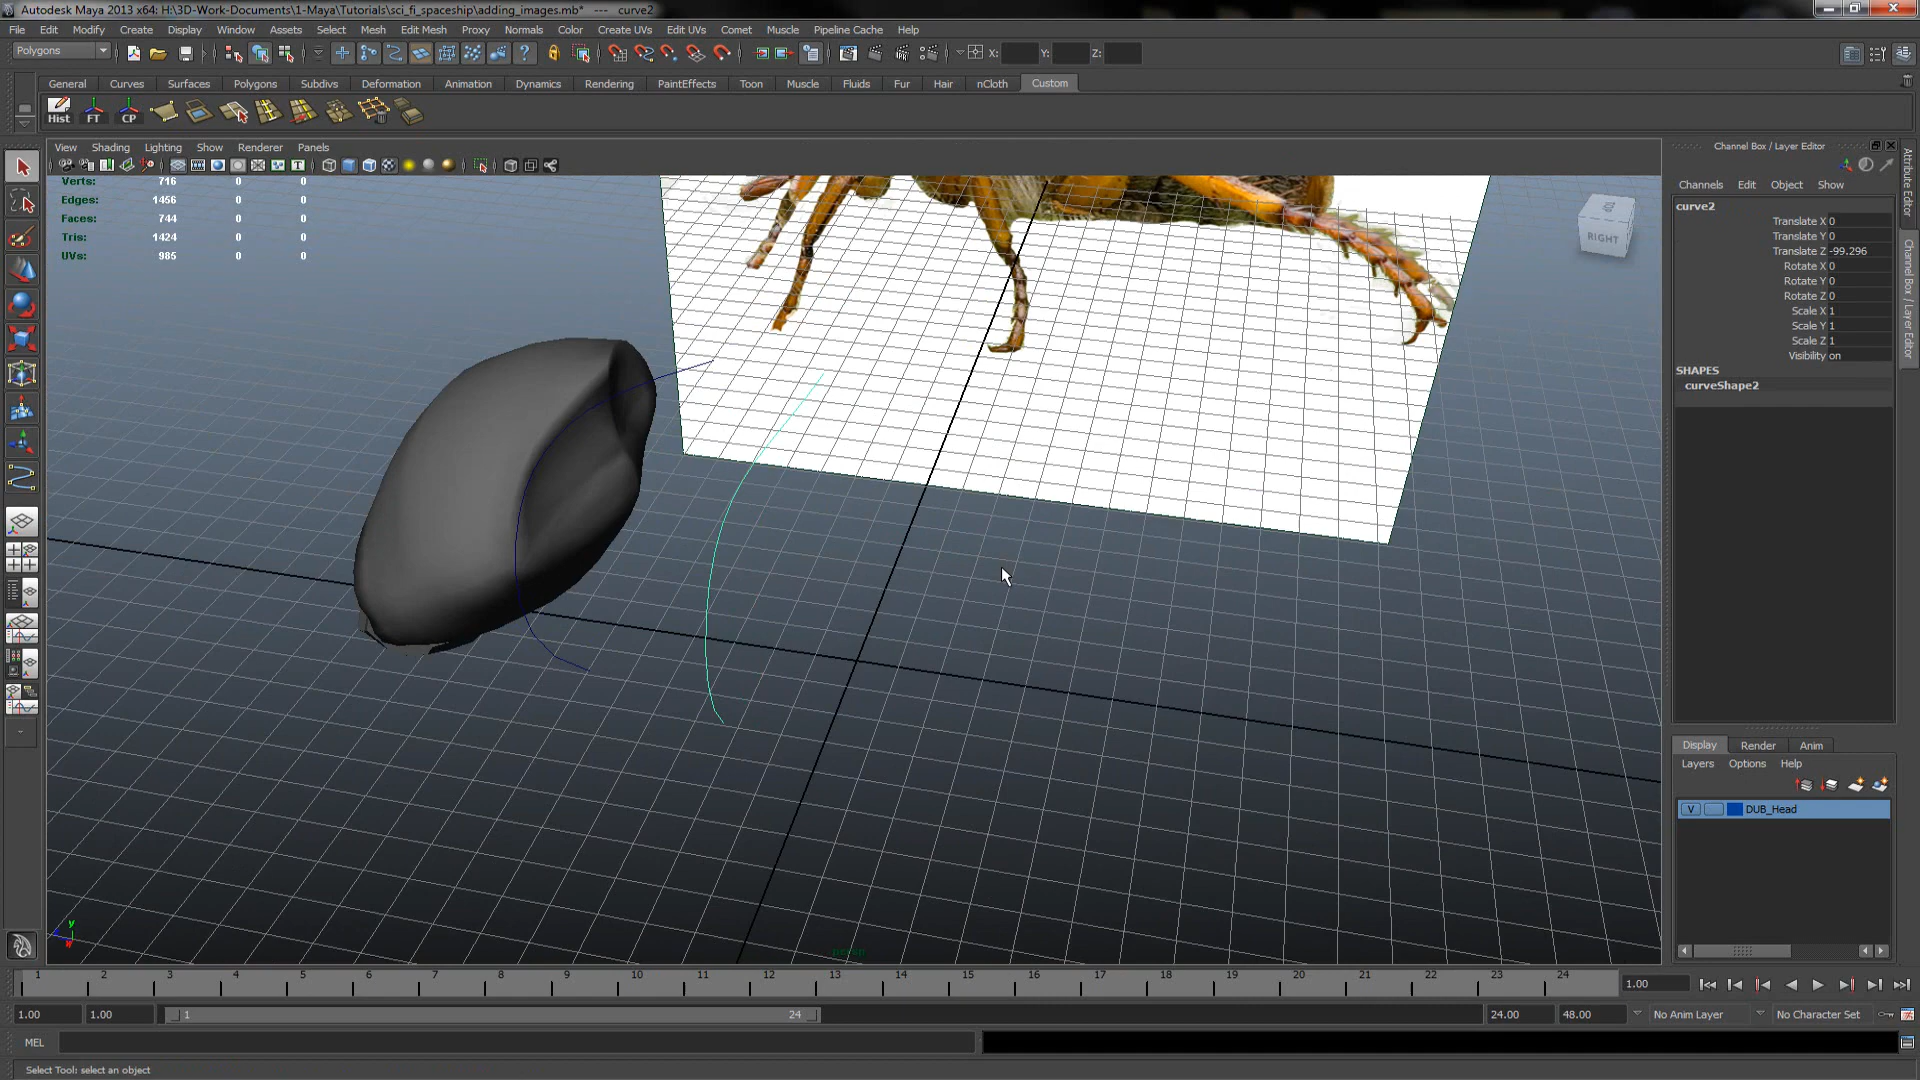 Autodesk Maya 2013 x64: H:\3D-Work-Documents\1-Maya\Tutorials\sci_fi_spaceship\adding_images.mb* --- curve2
File Edit Modify Create Display Window Assets Select Mesh Edit Mesh Proxy Normals Color Create UVs Edit UVs Comet Muscle Pipeline Cache Help
Polygons X: Y: Z:
General Curves Surfaces Polygons Subdivs Deformation Animation Dynamics Rendering PaintEffects Toon Muscle Fluids Fur Hair nCloth Custom
Hist FT CP
View Shading Lighting Show Renderer Panels
Verts: 716 0 0
Edges: 1456 0 0
Faces: 744 0 0
Tris: 1424 0 0
UVs: 985 0 0
RIGHT
persp
y
Channel Box / Layer Editor
Channels Edit Object Show
curve2
Translate X 0
Translate Y 0
Translate Z -99.296
Rotate X 0
Rotate Y 0
Rotate Z 0
Scale X 1
Scale Y 1
Scale Z 1
Visibility on
SHAPES
curveShape2
Attribute Editor
Channel Box / Layer Editor
Display Render Anim
Layers Options Help
V DUB_Head
1 2 3 4 5 6 7 8 9 10 11 12 13 14 15 16 17 18 19 20 21 22 23 24 1.00
1.00 1.00 1 24 24.00 48.00 No Anim Layer No Character Set
MEL
Select Tool: select an object